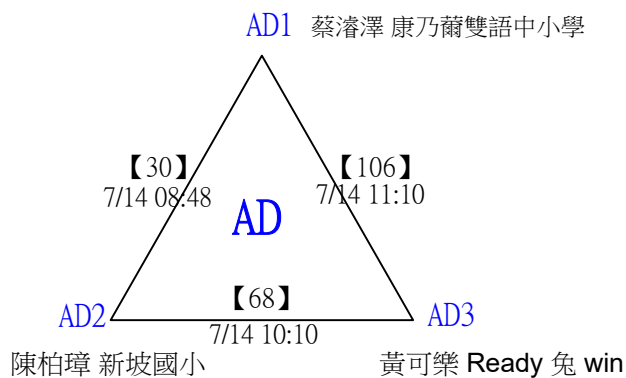 AD1 蔡濬澤 康乃薾雙語中小學
【30】
7/14 08:48
【106】
7/14 11:10
AD
【68】
7/14 10:10
AD2
AD3
陳柏璋 新坡國小
黃可樂 Ready 兔 win